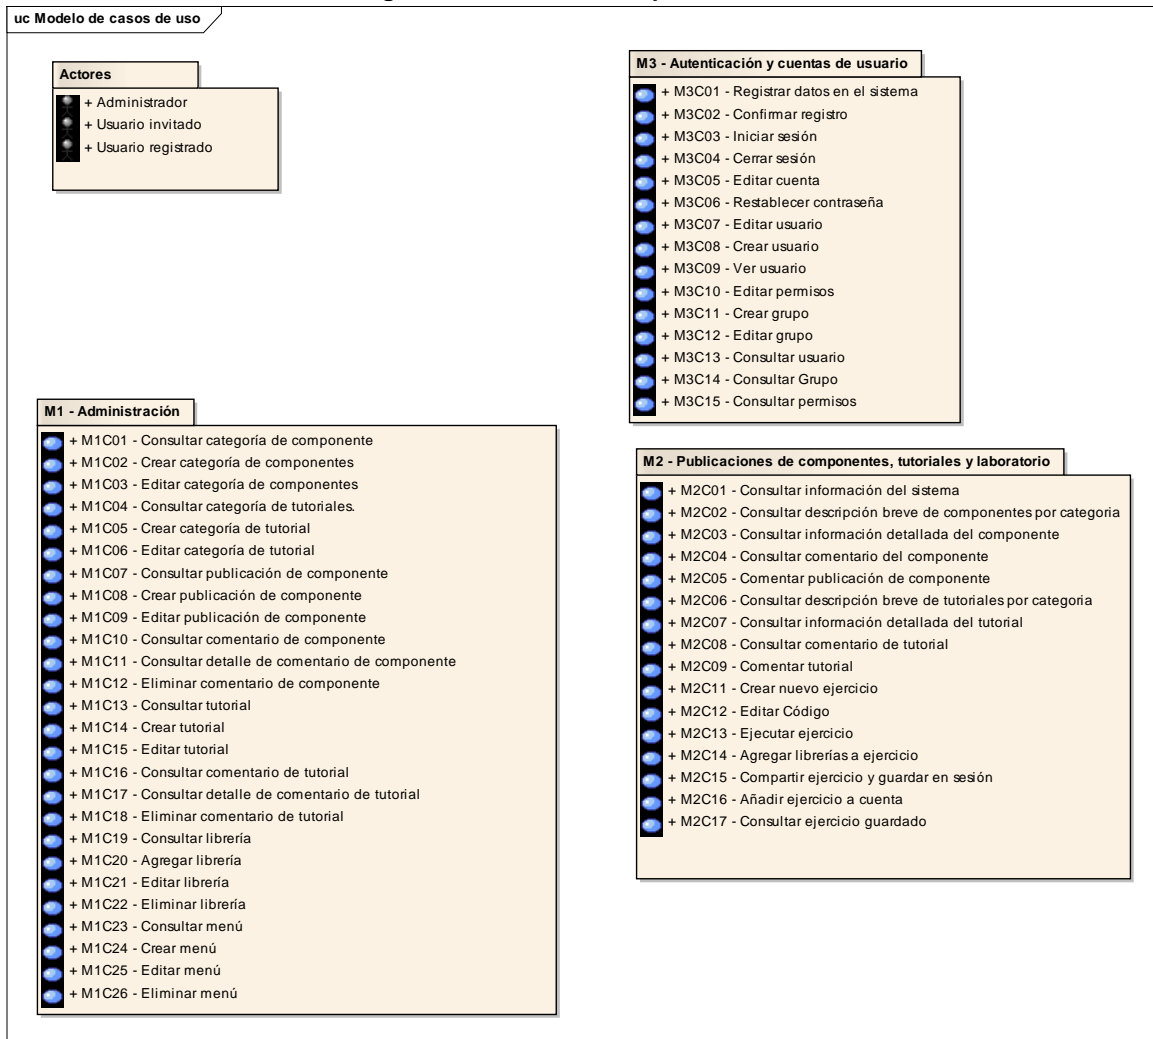 uc Modelo de casos de uso
Actores
+ Administrador
+ Usuario invitado
+ Usuario registrado
M3 - Autenticación y cuentas de usuario
+ M3C01 - Registrar datos en el sistema
+ M3C02 - Confirmar registro
+ M3C03 - Iniciar sesión
+ M3C04 - Cerrar sesión
+ M3C05 - Editar cuenta
+ M3C06 - Restablecer contraseña
+ M3C07 - Editar usuario
+ M3C08 - Crear usuario
+ M3C09 - Ver usuario
+ M3C10 - Editar permisos
+ M3C11 - Crear grupo
+ M3C12 - Editar grupo
+ M3C13 - Consultar usuario
+ M3C14 - Consultar Grupo
+ M3C15 - Consultar permisos
M1 - Administración
+ M1C01 - Consultar categoría de componente
+ M1C02 - Crear categoría de componentes
+ M1C03 - Editar categoría de componentes
+ M1C04 - Consultar categoría de tutoriales.
+ M1C05 - Crear categoría de tutorial
+ M1C06 - Editar categoría de tutorial
+ M1C07 - Consultar publicación de componente
+ M1C08 - Crear publicación de componente
+ M1C09 - Editar publicación de componente
+ M1C10 - Consultar comentario de componente
+ M1C11 - Consultar detalle de comentario de componente
+ M1C12 - Eliminar comentario de componente
+ M1C13 - Consultar tutorial
+ M1C14 - Crear tutorial
+ M1C15 - Editar tutorial
+ M1C16 - Consultar comentario de tutorial
+ M1C17 - Consultar detalle de comentario de tutorial
+ M1C18 - Eliminar comentario de tutorial
+ M1C19 - Consultar librería
+ M1C20 - Agregar librería
+ M1C21 - Editar librería
+ M1C22 - Eliminar librería
+ M1C23 - Consultar menú
+ M1C24 - Crear menú
+ M1C25 - Editar menú
+ M1C26 - Eliminar menú
M2 - Publicaciones de componentes, tutoriales y laboratorio
+ M2C01 - Consultar información del sistema
+ M2C02 - Consultar descripción breve de componentes por categoria
+ M2C03 - Consultar información detallada del componente
+ M2C04 - Consultar comentario del componente
+ M2C05 - Comentar publicación de componente
+ M2C06 - Consultar descripción breve de tutoriales por categoria
+ M2C07 - Consultar información detallada del tutorial
+ M2C08 - Consultar comentario de tutorial
+ M2C09 - Comentar tutorial
+ M2C11 - Crear nuevo ejercicio
+ M2C12 - Editar Código
+ M2C13 - Ejecutar ejercicio
+ M2C14 - Agregar librerías a ejercicio
+ M2C15 - Compartir ejercicio y guardar en sesión
+ M2C16 - Añadir ejercicio a cuenta
+ M2C17 - Consultar ejercicio guardado